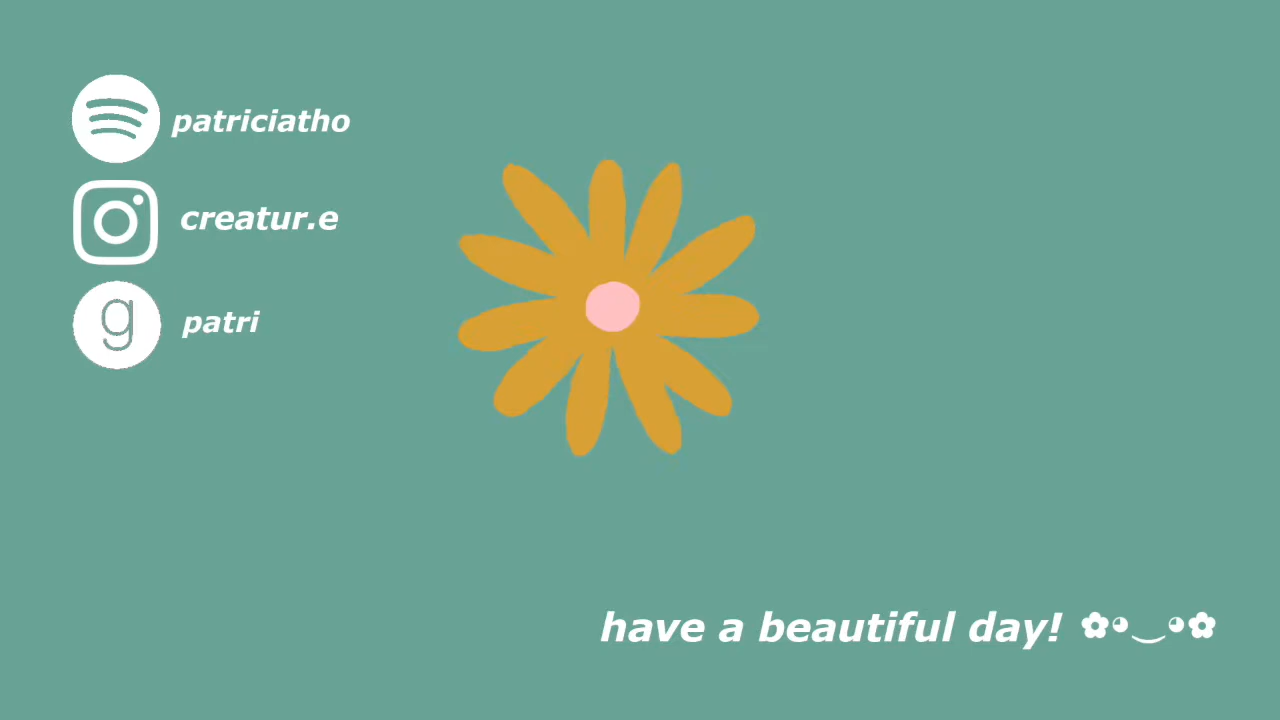 patriciatho
creatur.e
g
patri
have a beautiful day! ✿◕‿◕✿